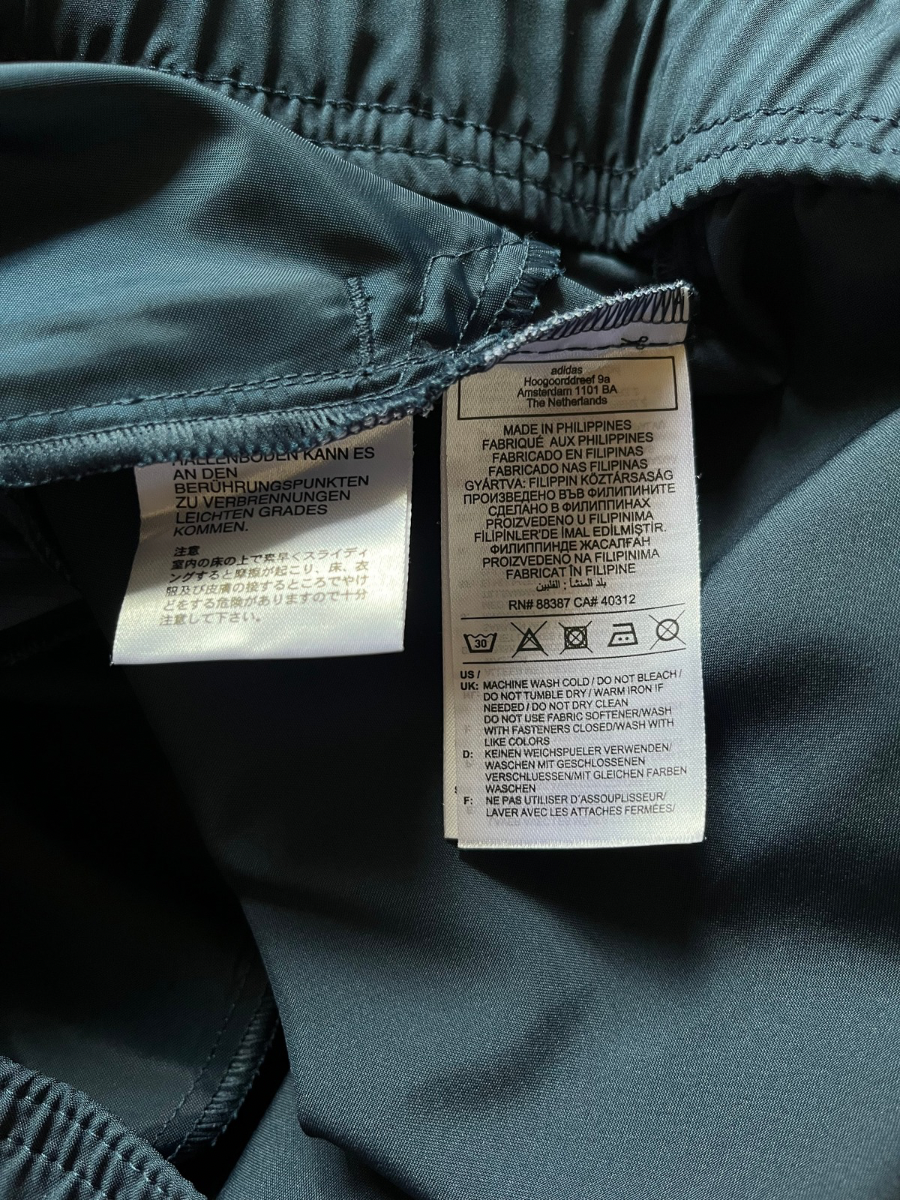 HALLENBODEN KANN ES
AN DEN
BERÜHRUNGSPUNKTEN
ZU VERBRENNUNGEN
LEICHTEN GRADES
KOMMEN.
注意
室内の床の上で素早くスライディ
ングすると摩擦が起こり、床、衣
服及び皮膚の接するところでやけ
どをする危険がありますので十分
注意して下さい。
adidas
Hoogoorddreef 9a
Amsterdam 1101 BA
The Netherlands
MADE IN PHILIPPINES
FABRIQUÉ AUX PHILIPPINES
FABRICADO EN FILIPINAS
FABRICADO NAS FILIPINAS
GYÁRTVA: FILIPPIN KÖZTÁRSASÁG
ПРОИЗВЕДЕНО ВЪВ ФИЛИПИНИТЕ
СДЕЛАНО В ФИЛИППИНАХ
PROIZVEDENO U FILIPINIMA
FİLİPİNLER'DE İMAL EDİLMİŞTİR.
ФИЛИППИНДЕ ЖАСАЛҒАН
PROIZVEDENO NA FILIPINIMA
FABRICAT ÎN FILIPINE
بلد المنشأ : الفلبين
RN# 88387 CA# 40312
30
US /
UK: MACHINE WASH COLD / DO NOT BLEACH /
DO NOT TUMBLE DRY / WARM IRON IF
NEEDED / DO NOT DRY CLEAN
DO NOT USE FABRIC SOFTENER/WASH
WITH FASTENERS CLOSED/WASH WITH
LIKE COLORS
D: KEINEN WEICHSPUELER VERWENDEN/
WASCHEN MIT GESCHLOSSENEN
VERSCHLUESSEN/MIT GLEICHEN FARBEN
WASCHEN
F: NE PAS UTILISER D'ASSOUPLISSEUR/
LAVER AVEC LES ATTACHES FERMÉES/